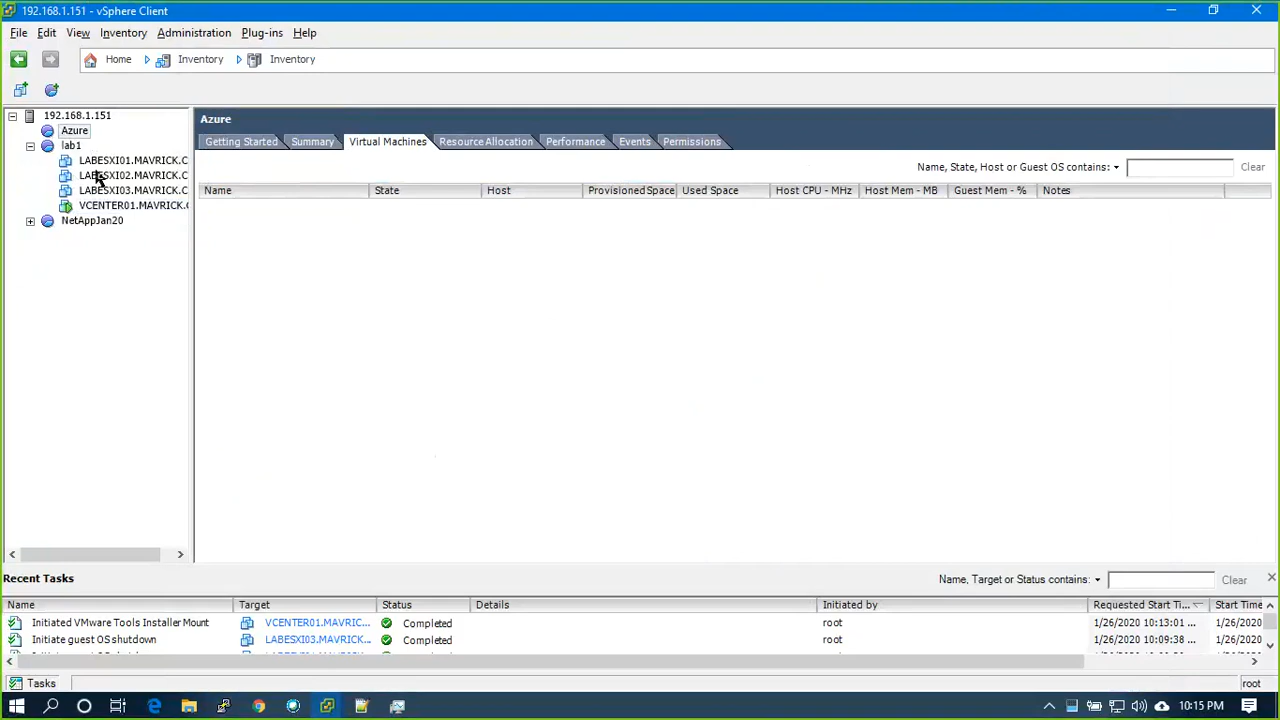 192.168.1.151 - vSphere Client
File Edit View Inventory Administration Plug-ins Help
Home Inventory Inventory
192.168.1.151
Azure
lab1
LABESXI01.MAVRICK.C
LABESXI02.MAVRICK.C
LABESXI03.MAVRICK.C
VCENTER01.MAVRICK.C
NetAppJan20
Azure
Getting Started Summary Virtual Machines Resource Allocation Performance Events Permissions
Name, State, Host or Guest OS contains: Clear
Name State Host Provisioned Space Used Space Host CPU - MHz Host Mem - MB Guest Mem - % Notes
Recent Tasks
Name, Target or Status contains: Clear
Name Target Status Details Initiated by Requested Start Ti... Start Time
Initiated VMware Tools Installer Mount VCENTER01.MAVRIC... Completed root 1/26/2020 10:13:01 ... 1/26/2020
Initiate guest OS shutdown LABESXI03.MAVRICK... Completed root 1/26/2020 10:09:38 ... 1/26/2020
Tasks root
10:15 PM